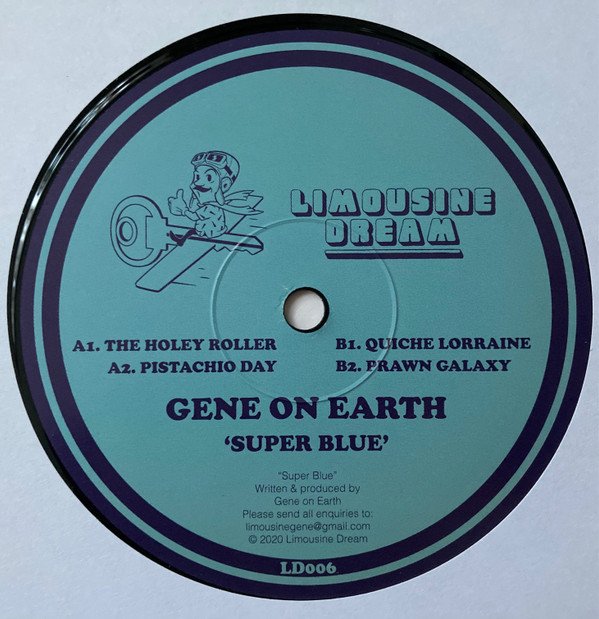 LIMOUSINE
DREAM
A1. THE HOLEY ROLLER
A2. PISTACHIO DAY
B1. QUICHE LORRAINE
B2. PRAWN GALAXY
GENE ON EARTH
‘SUPER BLUE’
“Super Blue”
Written & produced by
Gene on Earth
Please send all enquiries to:
limousinegene@gmail.com
© 2020 Limousine Dream
LD006